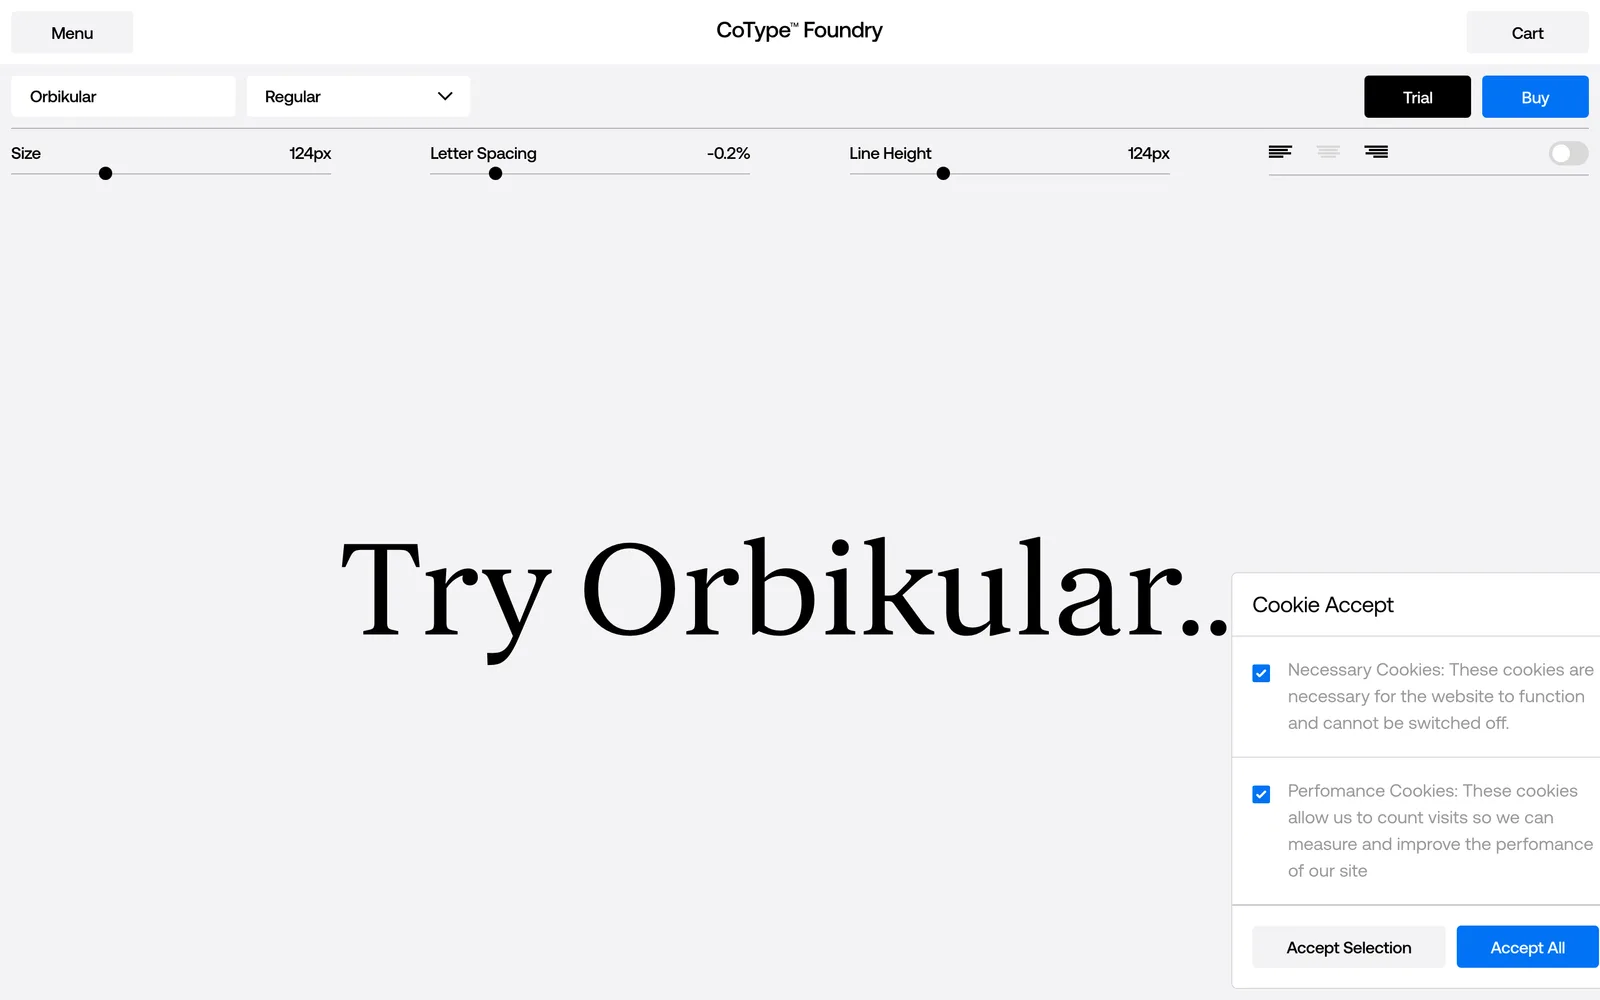 Menu
CoType™ Foundry
Cart
Orbikular
Regular
Trial
Buy
Size
124px
Letter Spacing
-0.2%
Line Height
124px
Try Orbikular..
Cookie Accept
Necessary Cookies: These cookies are
necessary for the website to function
and cannot be switched off.
Perfomance Cookies: These cookies
allow us to count visits so we can
measure and improve the perfomance
of our site
Accept Selection
Accept All